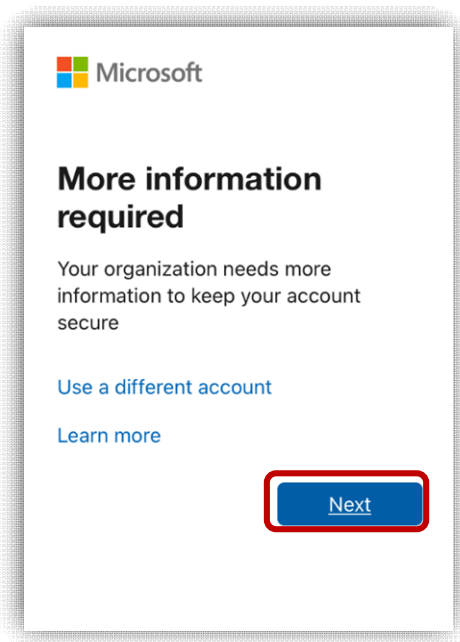 Microsoft
More information
required
Your organization needs more
information to keep your account
secure
Use a different account
Learn more
Next